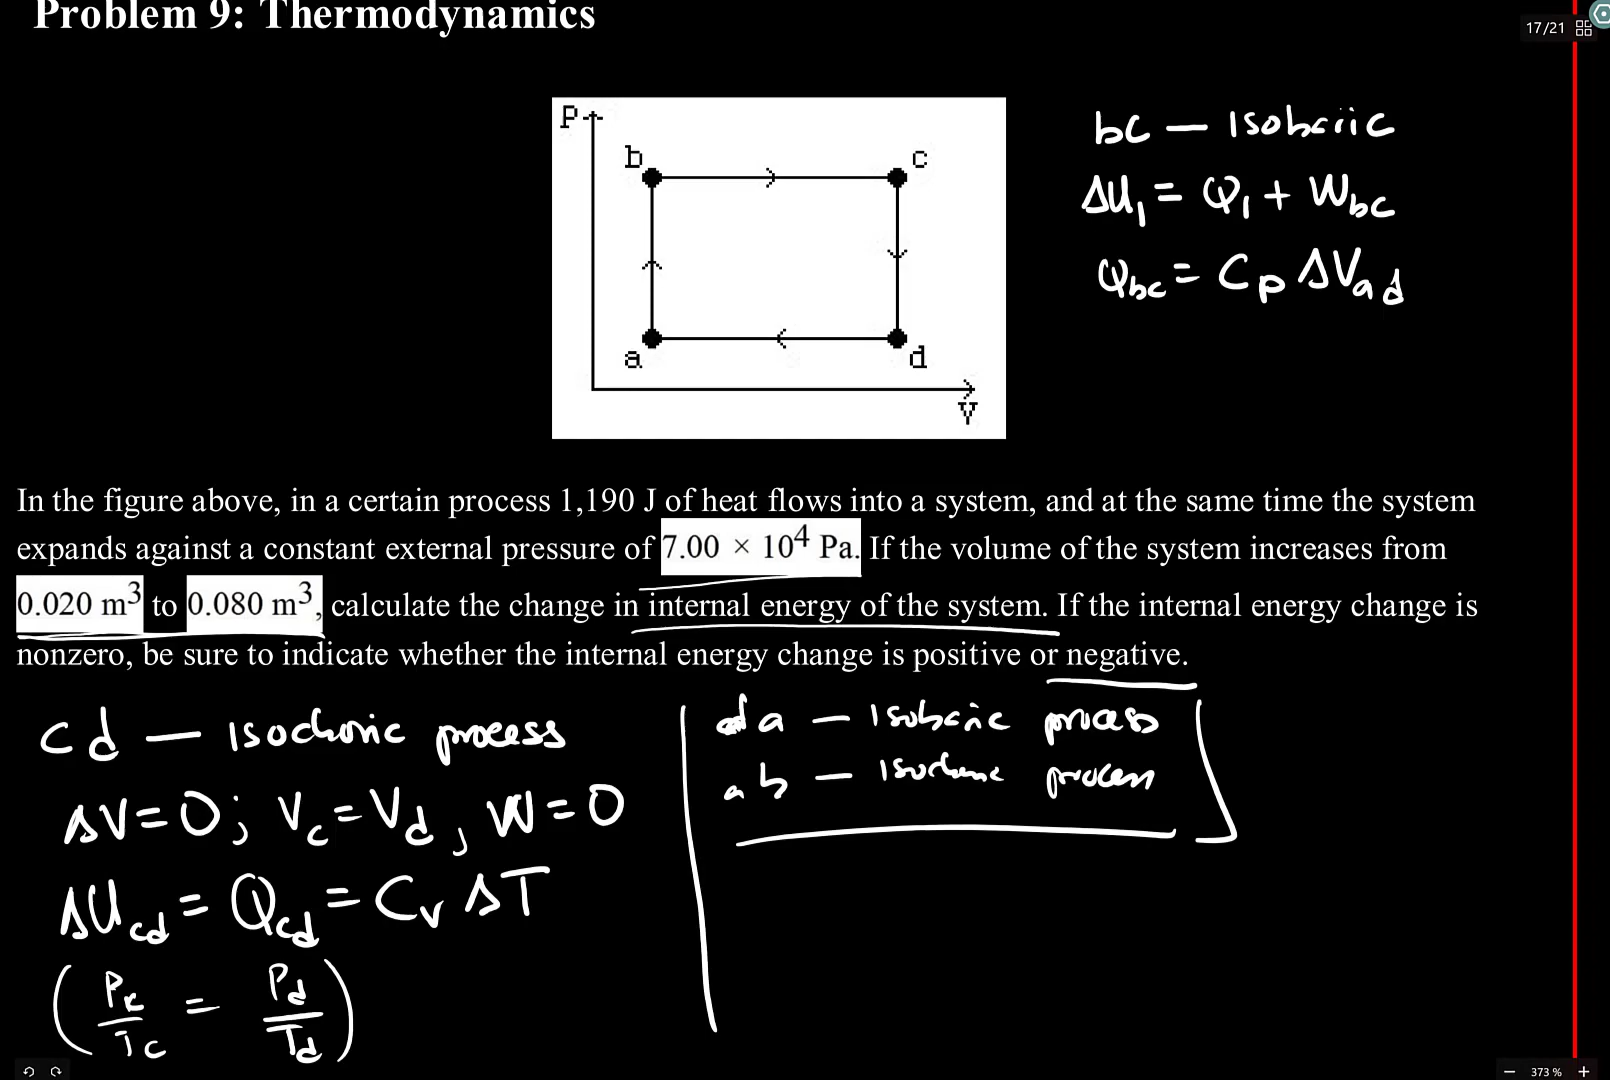 Problem 9: Thermodynamics
17/21
P
b
c
a
d
V
bc — Isobaric
ΔU₁ = Q₁ + Wbc
Qbc = Cp ΔVad
In the figure above, in a certain process 1,190 J of heat flows into a system, and at the same time the system
expands against a constant external pressure of 7.00 × 10⁴ Pa. If the volume of the system increases from
0.020 m³ to 0.080 m³, calculate the change in internal energy of the system. If the internal energy change is
nonzero, be sure to indicate whether the internal energy change is positive or negative.
cd — Isochoric process
ΔV=0; Vc=Vd, W=0
ΔUcd = Qcd = Cv ΔT
(Pc/Tc = Pd/Td)
da — Isobaric process
ab — Isochoric process
373 %